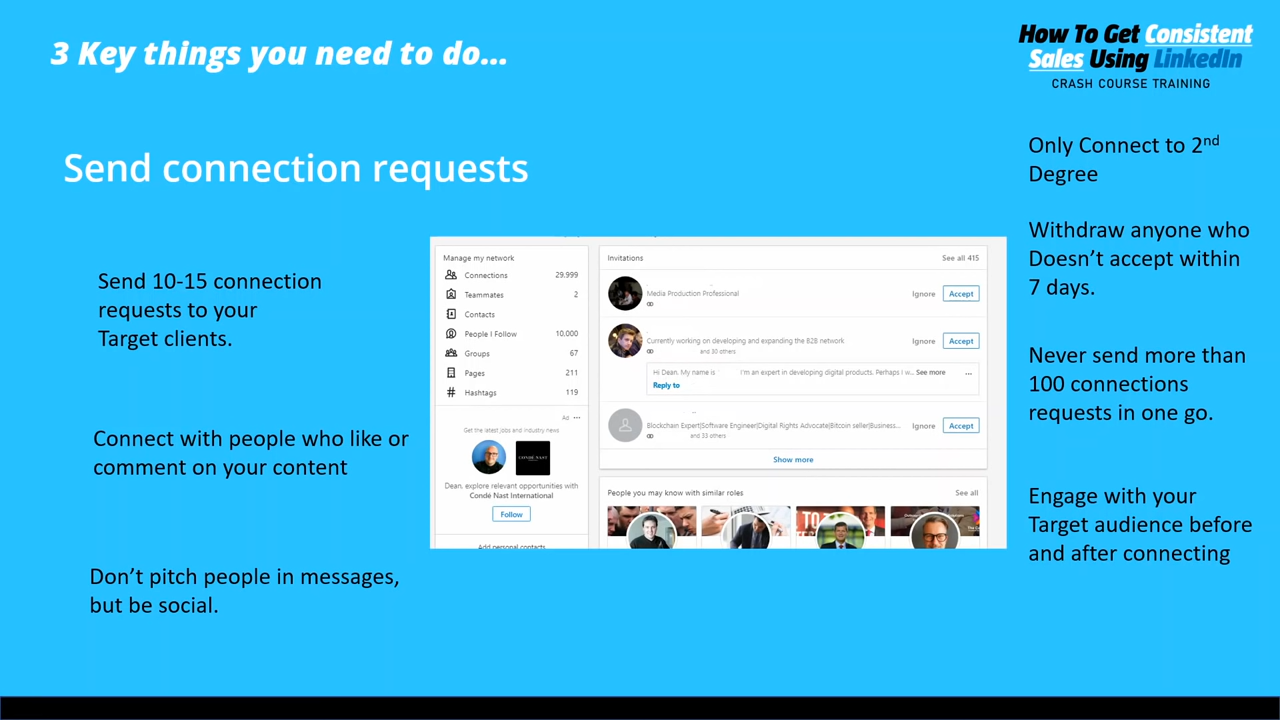 3 Key things you need to do...
How To Get Consistent
Sales Using LinkedIn
CRASH COURSE TRAINING
Send connection requests
Send 10-15 connection
requests to your
Target clients.
Connect with people who like or
comment on your content
Don't pitch people in messages,
but be social.
Manage my network
Connections 29,999
Teammates 2
Contacts
People I Follow 10,000
Groups 67
Pages 211
Hashtags 119
Ad ...
Get the latest jobs and industry news
CONDÉ NAST
Dean, explore relevant opportunities with
Condé Nast International
Follow
Add personal contacts
Invitations See all 415
Media Production Professional
Ignore Accept
Currently working on developing and expanding the B2B network
and 30 others
Ignore Accept
Hi Dean, My name is I'm an expert in developing digital products. Perhaps I w... See more ...
Reply to
Blockchain Expert|Software Engineer|Digital Rights Advocate|Bitcoin saller|Business...
and 33 others
Ignore Accept
Show more
People you may know with similar roles See all
Only Connect to 2nd
Degree
Withdraw anyone who
Doesn't accept within
7 days.
Never send more than
100 connections
requests in one go.
Engage with your
Target audience before
and after connecting